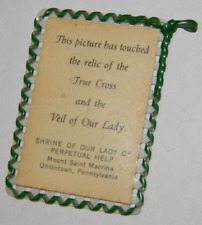 This picture has touched
the relic of the
True Cross
and the
Veil of Our Lady.
SHRINE OF OUR LADY OF
PERPETUAL HELP
Mount Saint Macrina
Uniontown, Pennsylvania